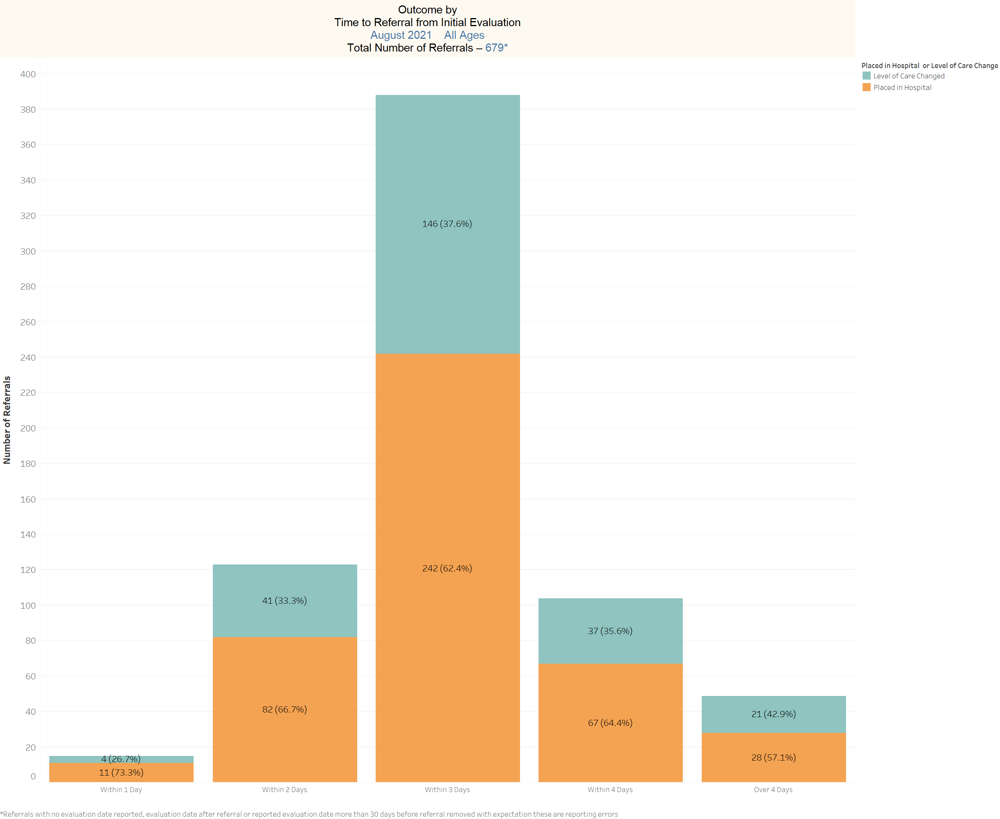 Outcome by
Time to Referral from Initial Evaluation
August 2021 All Ages
Total Number of Referrals – 679*
Placed in Hospital or Level of Care Change
Level of Care Changed
Placed in Hospital
Number of Referrals
400
380
360
340
320
300
280
260
240
220
200
180
160
140
120
100
80
60
40
20
0
4 (26.7%)
11 (73.3%)
41 (33.3%)
82 (66.7%)
146 (37.6%)
242 (62.4%)
37 (35.6%)
67 (64.4%)
21 (42.9%)
28 (57.1%)
Within 1 Day
Within 2 Days
Within 3 Days
Within 4 Days
Over 4 Days
*Referrals with no evaluation date reported, evaluation date after referral or reported evaluation date more than 30 days before referral removed with expectation these are reporting errors